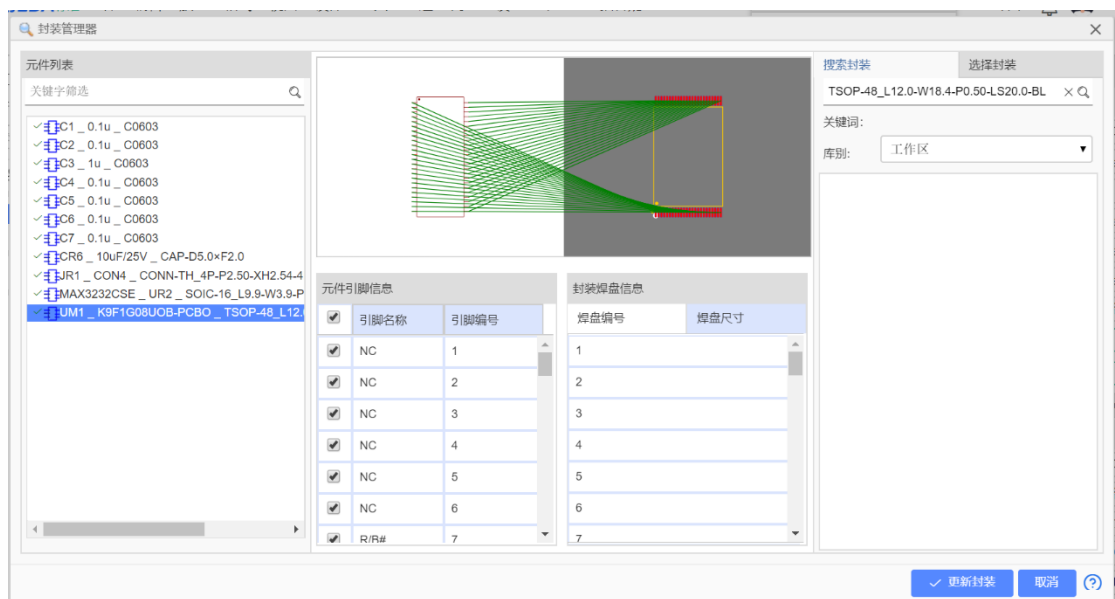 封装管理器
元件列表
关键字筛选
C1 _ 0.1u _ C0603
C2 _ 0.1u _ C0603
C3 _ 1u _ C0603
C4 _ 0.1u _ C0603
C5 _ 0.1u _ C0603
C6 _ 0.1u _ C0603
C7 _ 0.1u _ C0603
CR6 _ 10uF/25V _ CAP-D5.0×F2.0
JR1 _ CON4 _ CONN-TH_4P-P2.50-XH2.54-4
MAX3232CSE _ UR2 _ SOIC-16_L9.9-W3.9-P
UM1 _ K9F1G08UOB-PCBO _ TSOP-48_L12.
元件引脚信息
引脚名称 引脚编号
NC 1
NC 2
NC 3
NC 4
NC 5
NC 6
R/B# 7
封装焊盘信息
焊盘编号 焊盘尺寸
1
2
3
4
5
6
7
搜索封装 选择封装
TSOP-48_L12.0-W18.4-P0.50-LS20.0-BL
关键词:
库别: 工作区
更新封装 取消